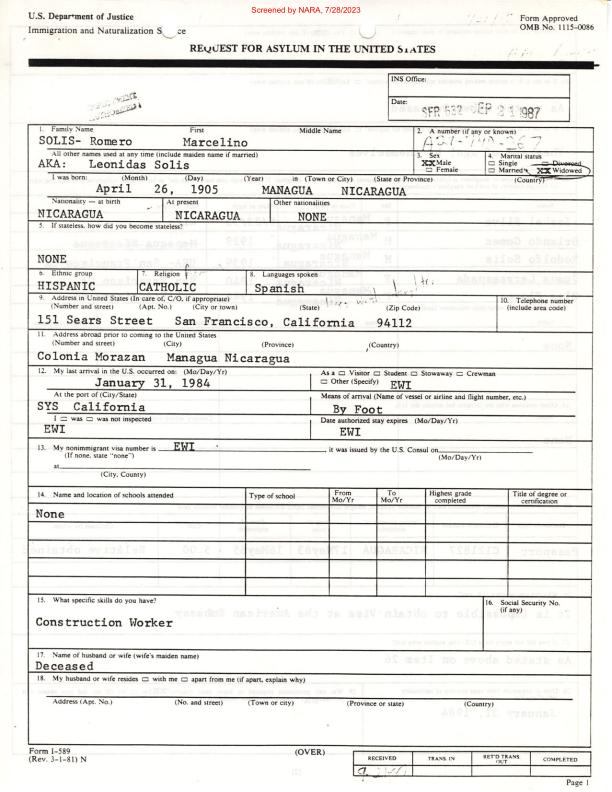 Screened by NARA, 7/28/2023
U.S. Department of Justice
Immigration and Naturalization Service
Form Approved
OMB No. 1115-0086
REQUEST FOR ASYLUM IN THE UNITED STATES
INS Office:
Date:
SFR 632 SEP 21 1987
1. Family Name First Middle Name
SOLIS- Romero Marcelino
2. A number (if any or known)
All other names used at any time (include maiden name if married)
AKA: Leonidas Solis
3. Sex
XX Male
Female
4. Marital status
Single Divorced
Married XX Widowed
I was born: (Month) (Day) (Year) in (Town or City) (State or Province) (Country)
April 26, 1905 MANAGUA NICARAGUA
Nationality — at birth At present Other nationalities
NICARAGUA NICARAGUA NONE
5. If stateless, how did you become stateless?
NONE
6. Ethnic group 7. Religion 8. Languages spoken
HISPANIC CATHOLIC Spanish
9. Address in United States (In care of, C/O, if appropriate)
(Number and street) (Apt. No.) (City or town) (State) (Zip Code)
151 Sears Street San Francisco, California 94112
10. Telephone number
(include area code)
11. Address abroad prior to coming to the United States
(Number and street) (City) (Province) (Country)
Colonia Morazan Managua Nicaragua
12. My last arrival in the U.S. occurred on: (Mo/Day/Yr)
January 31, 1984
As a Visitor Student Stowaway Crewman
Other (Specify) EWI
At the port of (City/State)
SYS California
Means of arrival (Name of vessel or airline and flight number, etc.)
By Foot
I was was not inspected
EWI
Date authorized stay expires (Mo/Day/Yr)
EWI
13. My nonimmigrant visa number is EWI, it was issued by the U.S. Consul on
(If none, state "none") (Mo/Day/Yr)
at
(City, County)
14. Name and location of schools attended Type of school From Mo/Yr To Mo/Yr Highest grade completed Title of degree or certification
None
15. What specific skills do you have?
Construction Worker
16. Social Security No.
(if any)
17. Name of husband or wife (wife's maiden name)
Deceased
18. My husband or wife resides with me apart from me (if apart, explain why)
Address (Apt. No.) (No. and street) (Town or city) (Province or state) (Country)
Form I-589
(Rev. 3-1-81) N
(OVER)
RECEIVED TRANS. IN RET'D TRANS. OUT COMPLETED
Page 1